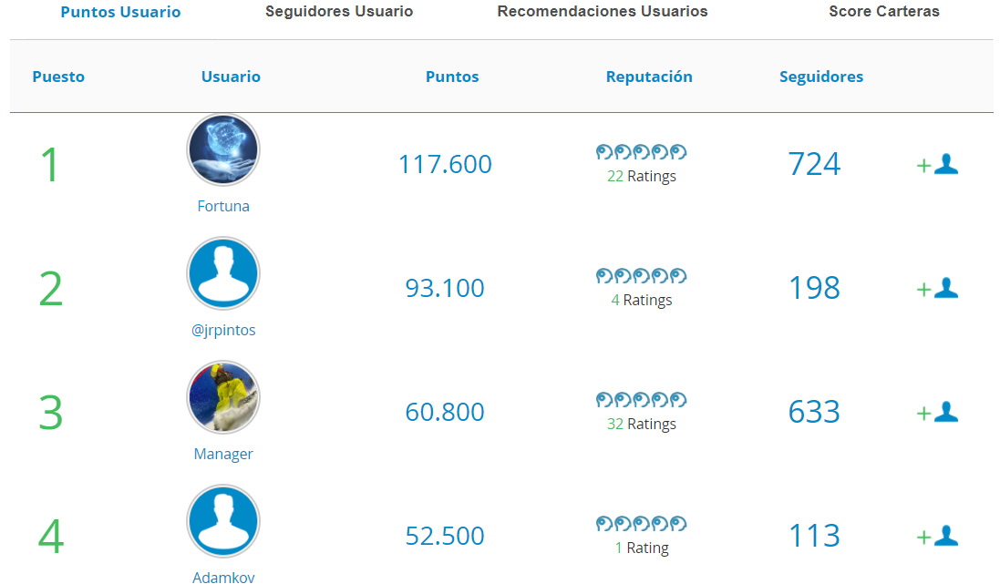 Puntos Usuario Seguidores Usuario Recomendaciones Usuarios Score Carteras
Puesto Usuario Puntos Reputación Seguidores
1 117.600 724 +
22 Ratings
Fortuna
2 93.100 198 +
4 Ratings
@jrpintos
3 60.800 633 +
32 Ratings
Manager
4 52.500 113 +
1 Rating
Adamkov